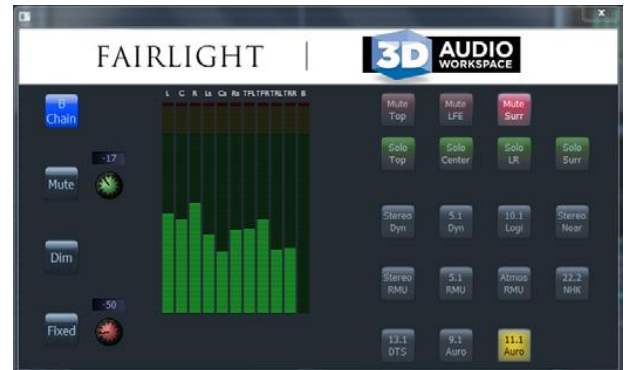 FAIRLIGHT
3D AUDIO
WORKSPACE
B
Chain
-17
Mute
Dim
-50
Fixed
L C R Ls Cs Rs TFL TFR TRL TRR B
Mute
Top
Mute
LFE
Mute
Surr
Solo
Top
Solo
Center
Solo
LR
Solo
Surr
Stereo
Dyn
5.1
Dyn
10.1
Logi
Stereo
Near
Stereo
RMU
5.1
RMU
Atmos
RMU
22.2
NHK
13.1
DTS
9.1
Auro
11.1
Auro